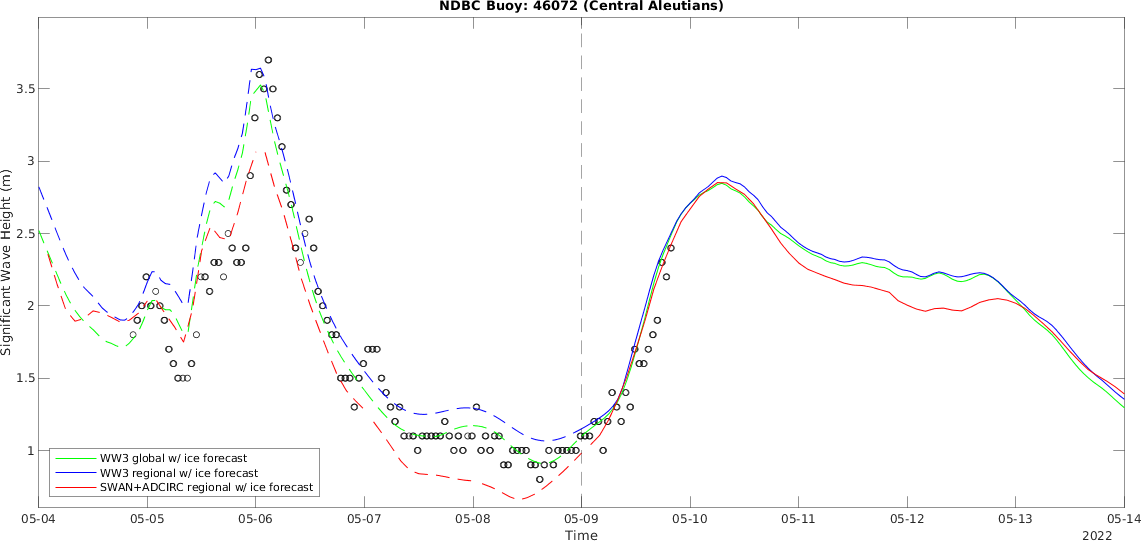 NDBC Buoy: 46072 (Central Aleutians)
Significant Wave Height (m)
3.5
3
2.5
2
1.5
1
WW3 global w/ ice forecast
WW3 regional w/ ice forecast
SWAN+ADCIRC regional w/ ice forecast
05-04 05-05 05-06 05-07 05-08 05-09 05-10 05-11 05-12 05-13 05-14
Time
2022